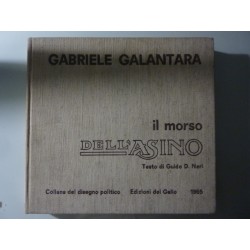 GABRIELE GALANTARA
il morso
DELL'ASINO
Testo di Guido D. Neri
Collana del disegno politico Edizioni del Gallo 1965